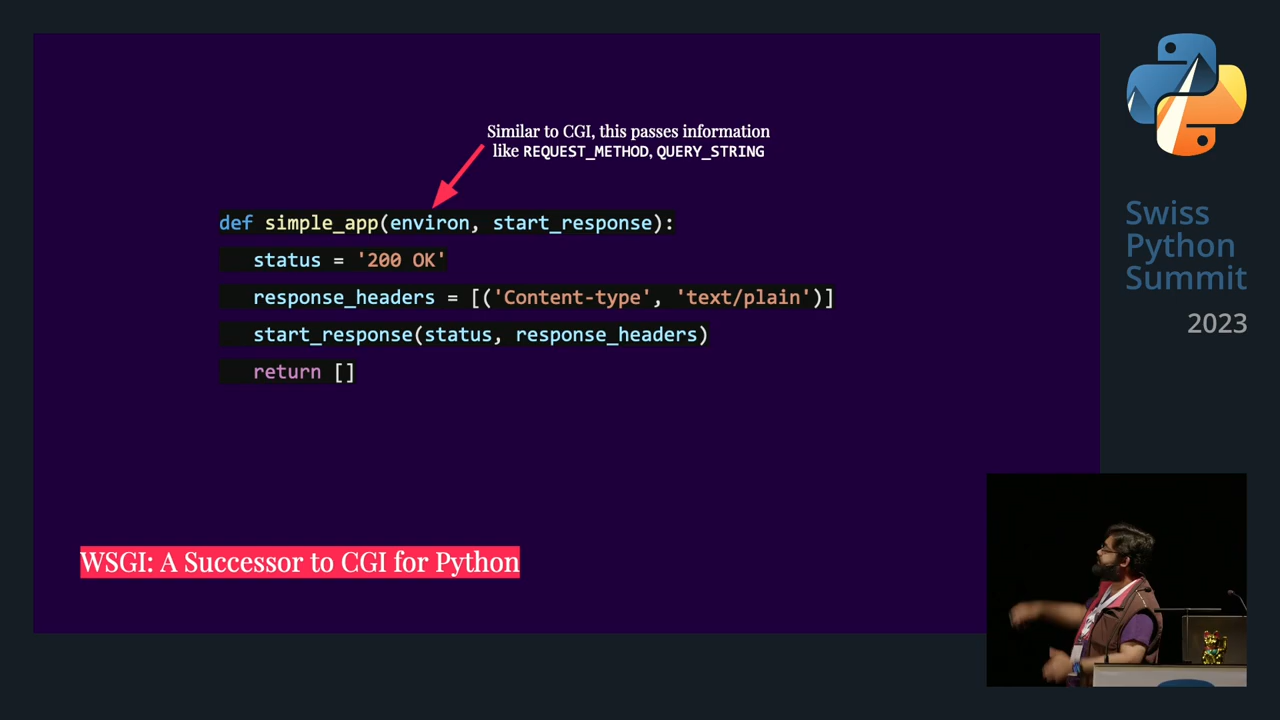 Similar to CGI, this passes information
like REQUEST_METHOD, QUERY_STRING
def simple_app(environ, start_response):
status = '200 OK'
response_headers = [('Content-type', 'text/plain')]
start_response(status, response_headers)
return []
WSGI: A Successor to CGI for Python
Swiss
Python
Summit
2023